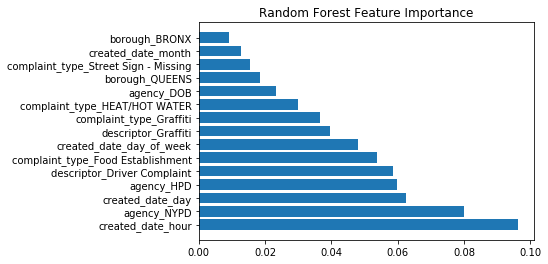 Random Forest Feature Importance
borough_BRONX
created_date_month
complaint_type_Street Sign - Missing
borough_QUEENS
agency_DOB
complaint_type_HEAT/HOT WATER
complaint_type_Graffiti
descriptor_Graffiti
created_date_day_of_week
complaint_type_Food Establishment
descriptor_Driver Complaint
agency_HPD
created_date_day
agency_NYPD
created_date_hour
0.00 0.02 0.04 0.06 0.08 0.10